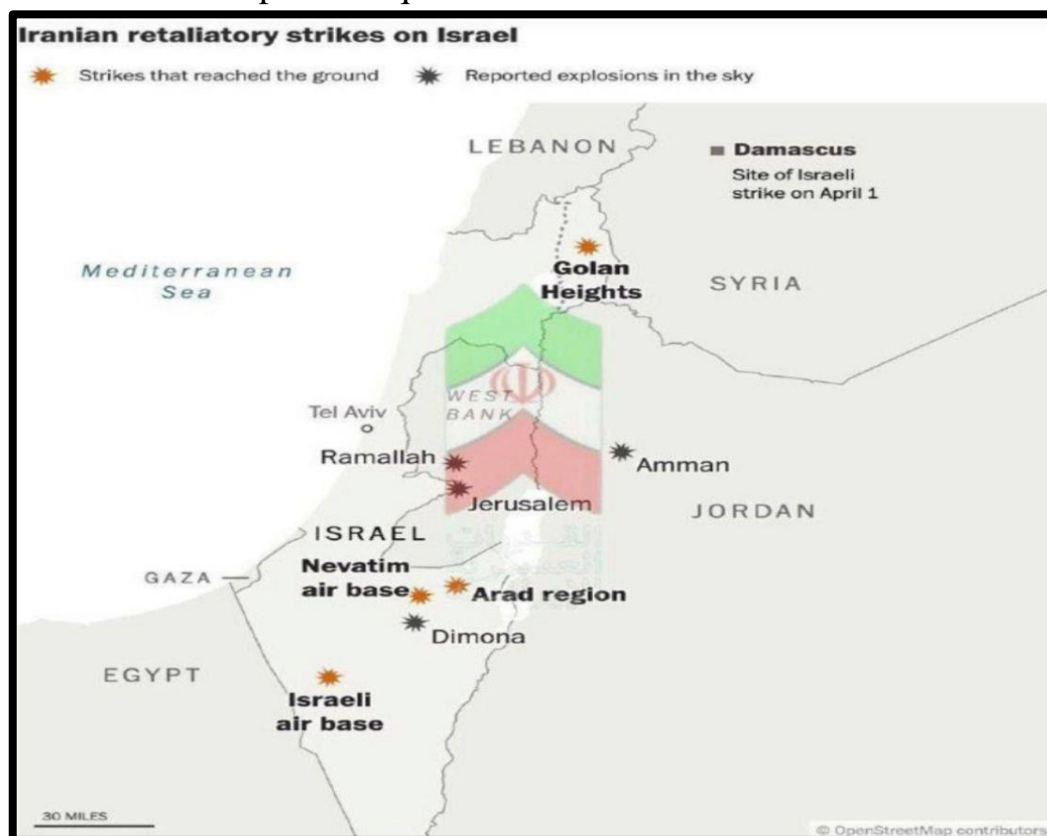 Iranian retaliatory strikes on Israel
Strikes that reached the ground
Reported explosions in the sky
LEBANON
Damascus
Site of Israeli
strike on April 1
Golan
Heights
Mediterranean
Sea
SYRIA
WEST
BANK
Tel Aviv
Ramallah
Amman
Jerusalem
JORDAN
ISRAEL
Nevatim
air base
GAZA
Arad region
Dimona
EGYPT
Israeli
air base
30 MILES
© OpenStreetMap contributors